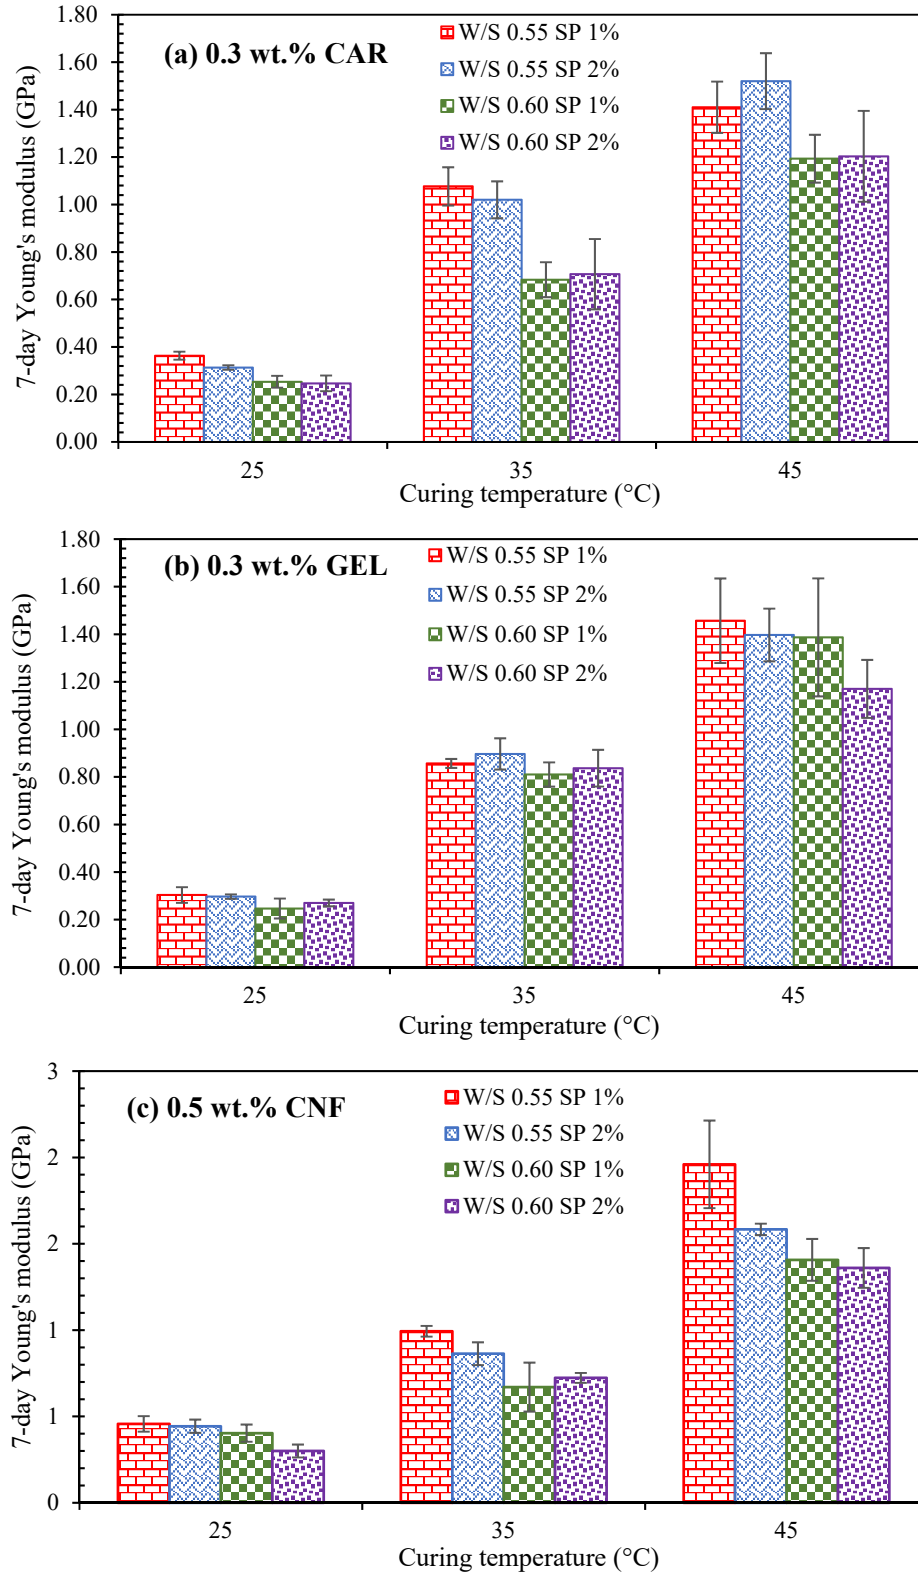 (a) 0.3 wt.% CAR
W/S 0.55 SP 1%
W/S 0.55 SP 2%
W/S 0.60 SP 1%
W/S 0.60 SP 2%
7-day Young's modulus (GPa)
1.80
1.60
1.40
1.20
1.00
0.80
0.60
0.40
0.20
0.00
25 35 45
Curing temperature (°C)
(b) 0.3 wt.% GEL
W/S 0.55 SP 1%
W/S 0.55 SP 2%
W/S 0.60 SP 1%
W/S 0.60 SP 2%
7-day Young's modulus (GPa)
1.80
1.60
1.40
1.20
1.00
0.80
0.60
0.40
0.20
0.00
25 35 45
Curing temperature (°C)
(c) 0.5 wt.% CNF
W/S 0.55 SP 1%
W/S 0.55 SP 2%
W/S 0.60 SP 1%
W/S 0.60 SP 2%
7-day Young's modulus (GPa)
3
2
2
1
1
0
25 35 45
Curing temperature (°C)